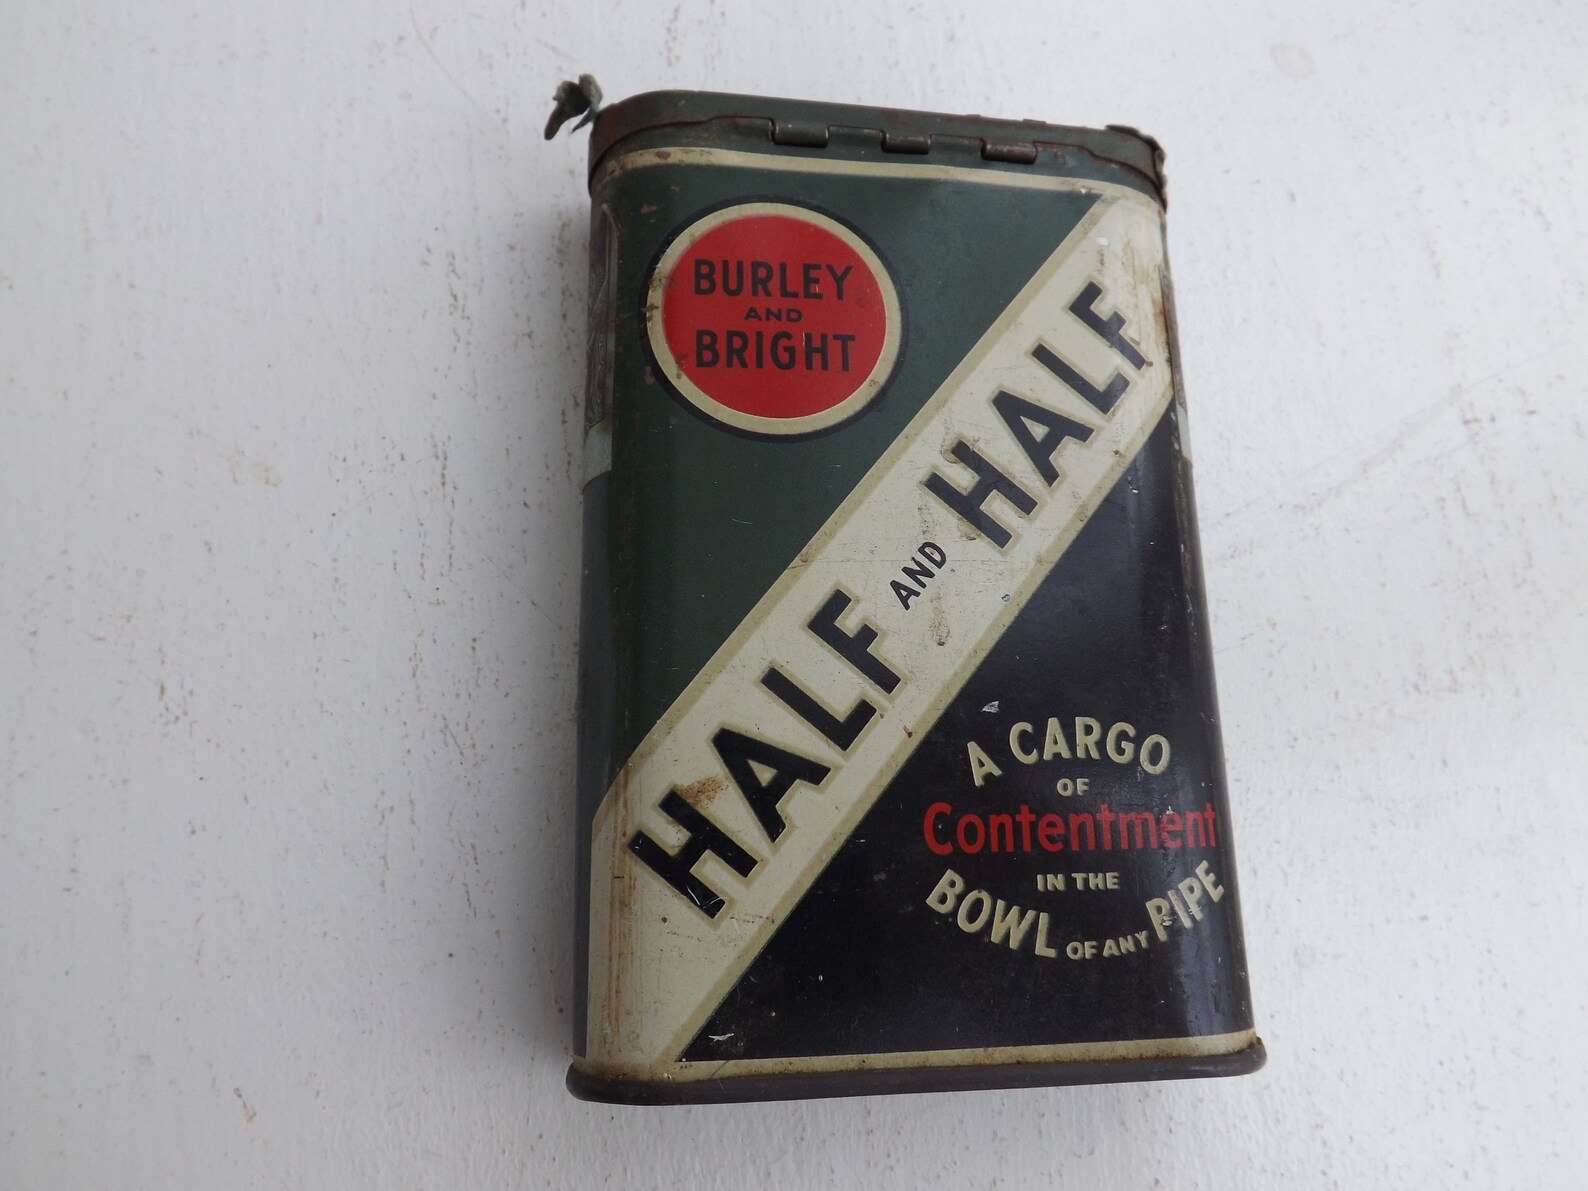 BURLEY
AND
BRIGHT
HALF AND HALF
A CARGO
OF
Contentment
IN THE
BOWL OF ANY PIPE